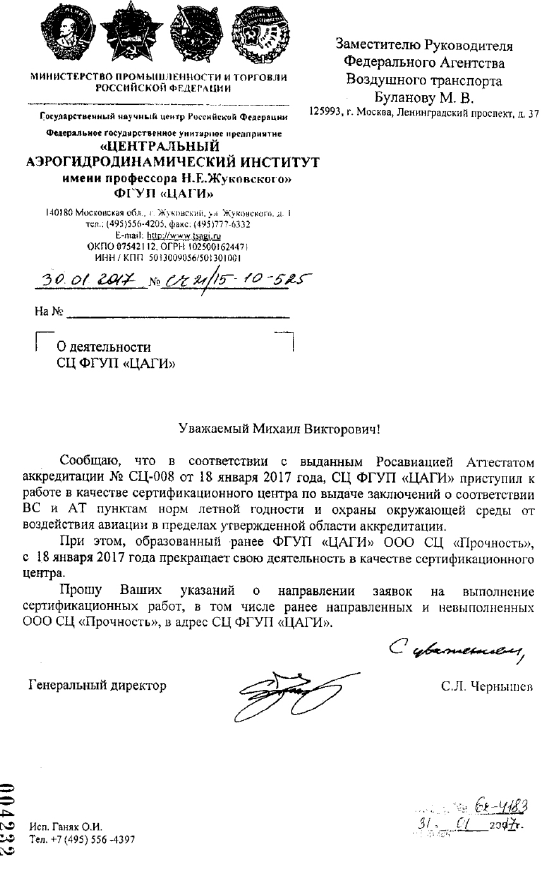 МИНИСТЕРСТВО ПРОМЫШЛЕННОСТИ И ТОРГОВЛИ
РОССИЙСКОЙ ФЕДЕРАЦИИ
Государственный научный центр Российской Федерации
Федеральное государственное унитарное предприятие
«ЦЕНТРАЛЬНЫЙ
АЭРОГИДРОДИНАМИЧЕСКИЙ ИНСТИТУТ
имени профессора Н.Е.Жуковского»
ФГУП «ЦАГИ»
140180 Московская обл., г. Жуковский, ул. Жуковского, д. 1
тел.: (495)556-4205, факс: (495)777-6332
E-mail: http://www.tsagi.ru
ОКПО 07542112, ОГРН 1025001624471
ИНН / КПП 5013009056/501301001
30.01.2017 № СЧ21/15-10-525
На №
Заместителю Руководителя
Федерального Агентства
Воздушного транспорта
Буланову М. В.
125993, г. Москва, Ленинградский проспект, д. 37
О деятельности
СЦ ФГУП «ЦАГИ»
Уважаемый Михаил Викторович!
Сообщаю, что в соответствии с выданным Росавиацией Аттестатом
аккредитации № СЦ-008 от 18 января 2017 года, СЦ ФГУП «ЦАГИ» приступил к
работе в качестве сертификационного центра по выдаче заключений о соответствии
ВС и АТ пунктам норм летной годности и охраны окружающей среды от
воздействия авиации в пределах утвержденной области аккредитации.
При этом, образованный ранее ФГУП «ЦАГИ» ООО СЦ «Прочность»,
с 18 января 2017 года прекращает свою деятельность в качестве сертификационного
центра.
Прошу Ваших указаний о направлении заявок на выполнение
сертификационных работ, в том числе ранее направленных и невыполненных
ООО СЦ «Прочность», в адрес СЦ ФГУП «ЦАГИ».
С уважением,
Генеральный директор
С.Л. Чернышев
31. 01 2017г.
Исп. Ганяк О.И.
Тел. +7 (495) 556 -4397
004232